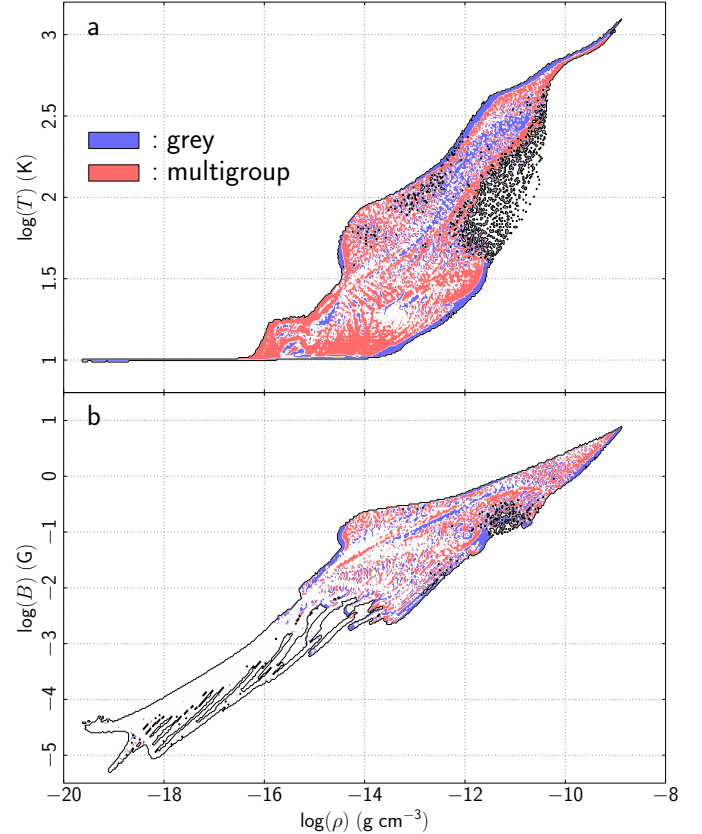 a
3
2.5
2
1.5
1
log(T) (K)
: grey
: multigroup
b
1
0
−1
−2
−3
−4
−5
log(B) (G)
−20 −18 −16 −14 −12 −10 −8
log(ρ) (g cm⁻³)